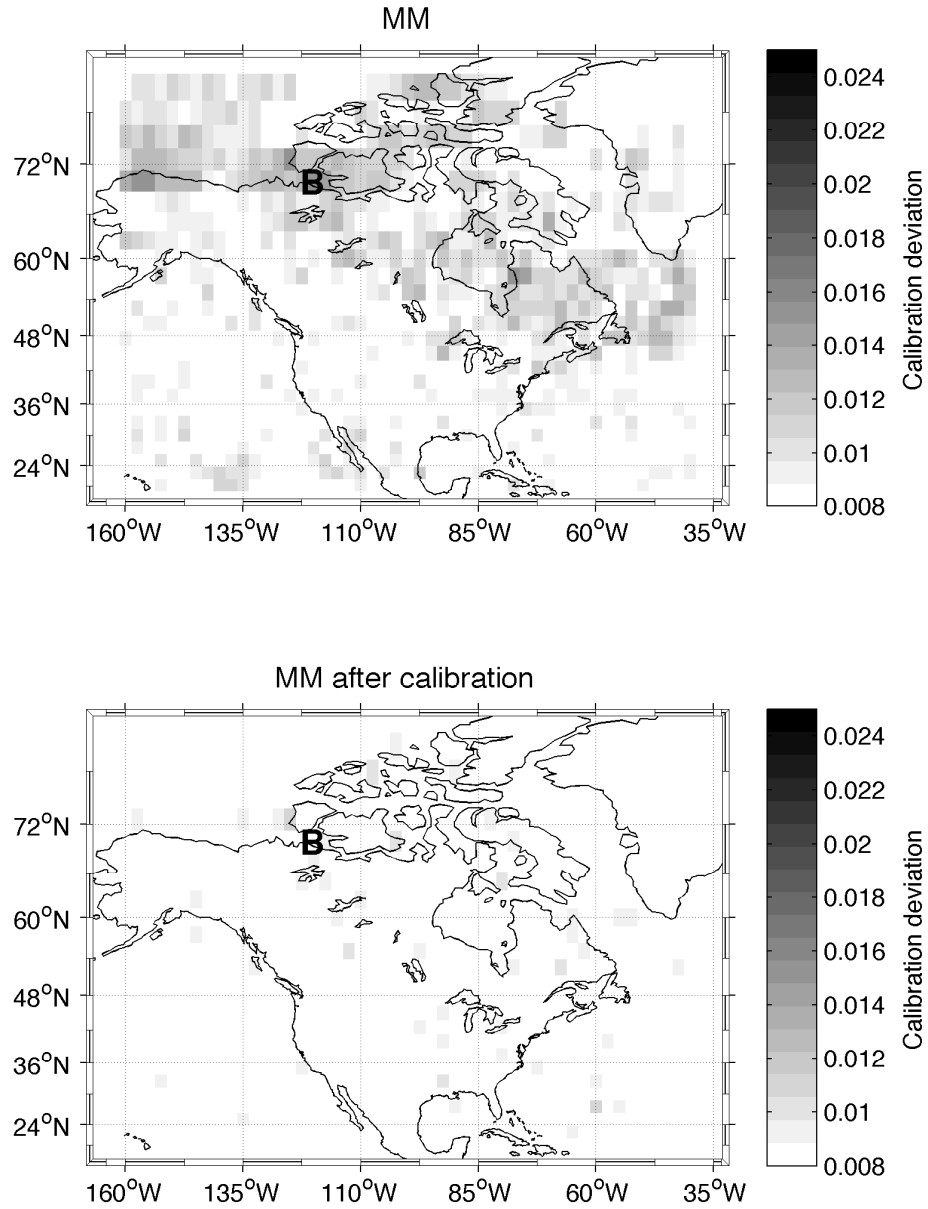 MM
72°N
60°N
48°N
36°N
24°N
B
160°W 135°W 110°W 85°W 60°W 35°W
0.024
0.022
0.02
0.018
0.016
0.014
0.012
0.01
0.008
Calibration deviation
MM after calibration
72°N
60°N
48°N
36°N
24°N
B
160°W 135°W 110°W 85°W 60°W 35°W
0.024
0.022
0.02
0.018
0.016
0.014
0.012
0.01
0.008
Calibration deviation